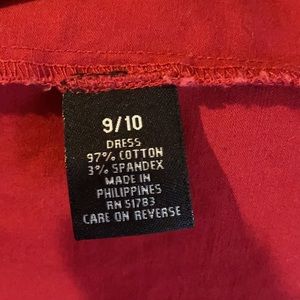 9/10
DRESS
97% COTTON
3% SPANDEX
MADE IN
PHILIPPINES
RN 51783
CARE ON REVERSE